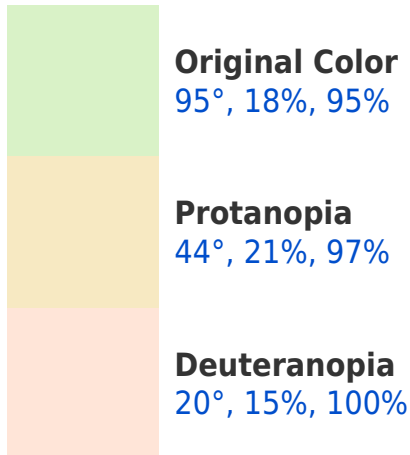 Original Color
95°, 18%, 95%
Protanopia
44°, 21%, 97%
Deuteranopia
20°, 15%, 100%